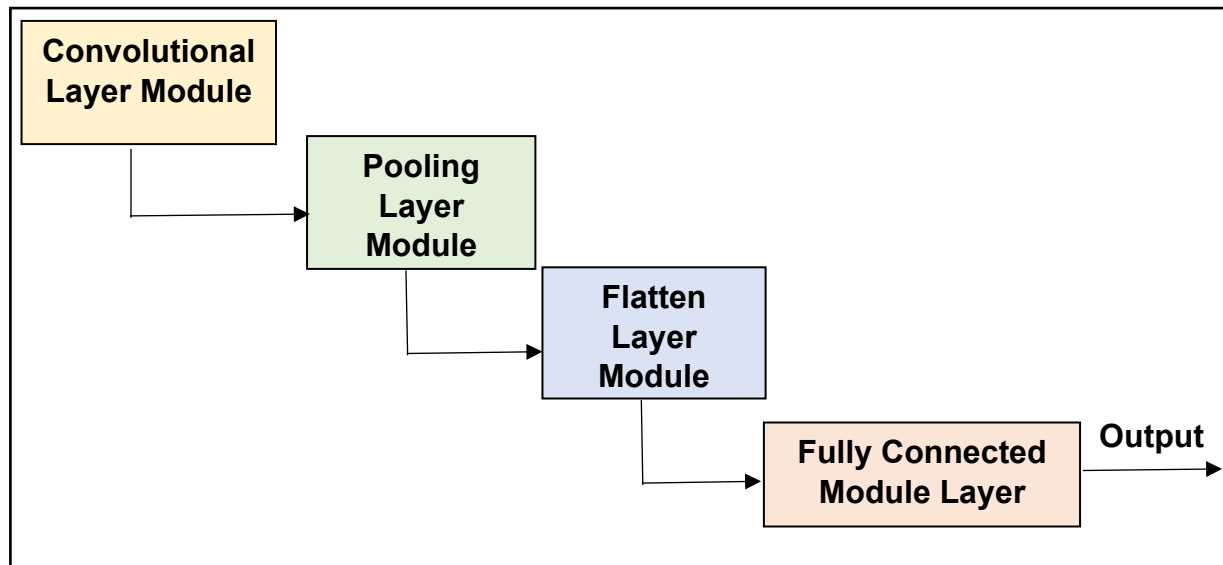 Convolutional
Layer Module
Pooling
Layer
Module
Flatten
Layer
Module
Fully Connected
Module Layer
Output